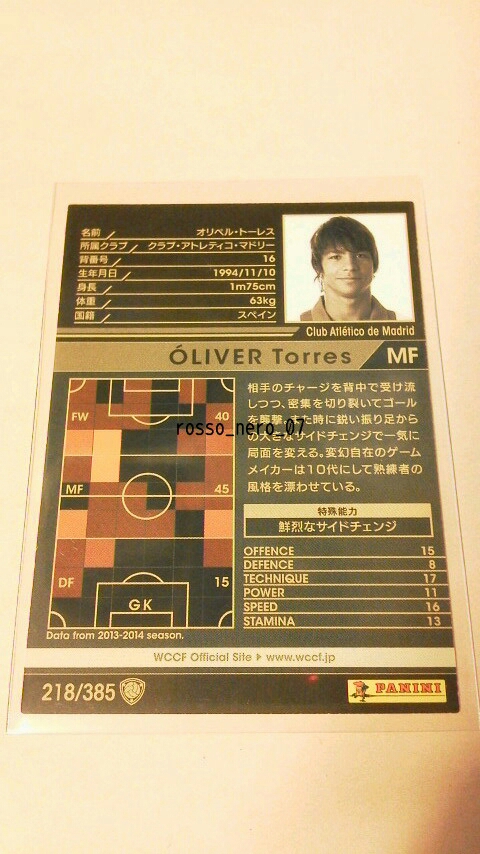 名前 オリベル・トーレス
所属クラブ クラブ・アトレティコ・マドリー
背番号 16
生年月日 1994/11/10
身長 1m75cm
体重 63kg
国籍 スペイン
Club Atlético de Madrid
ÓLIVER Torres MF
FW 40
MF 45
DF 15
GK
Data from 2013-2014 season.
相手のチャージを背中で受け流
しつつ、密集を切り裂いてゴール
を襲撃。また時に鋭い振り足から
の大きなサイドチェンジで一気に
局面を変える。変幻自在のゲーム
メイカーは10代にして熟練者の
風格を漂わせている。
rosso_nero_07
特殊能力
鮮烈なサイドチェンジ
OFFENCE 15
DEFENCE 8
TECHNIQUE 17
POWER 11
SPEED 16
STAMINA 13
WCCF Official Site ▶ www.wccf.jp
218/385
PANINI